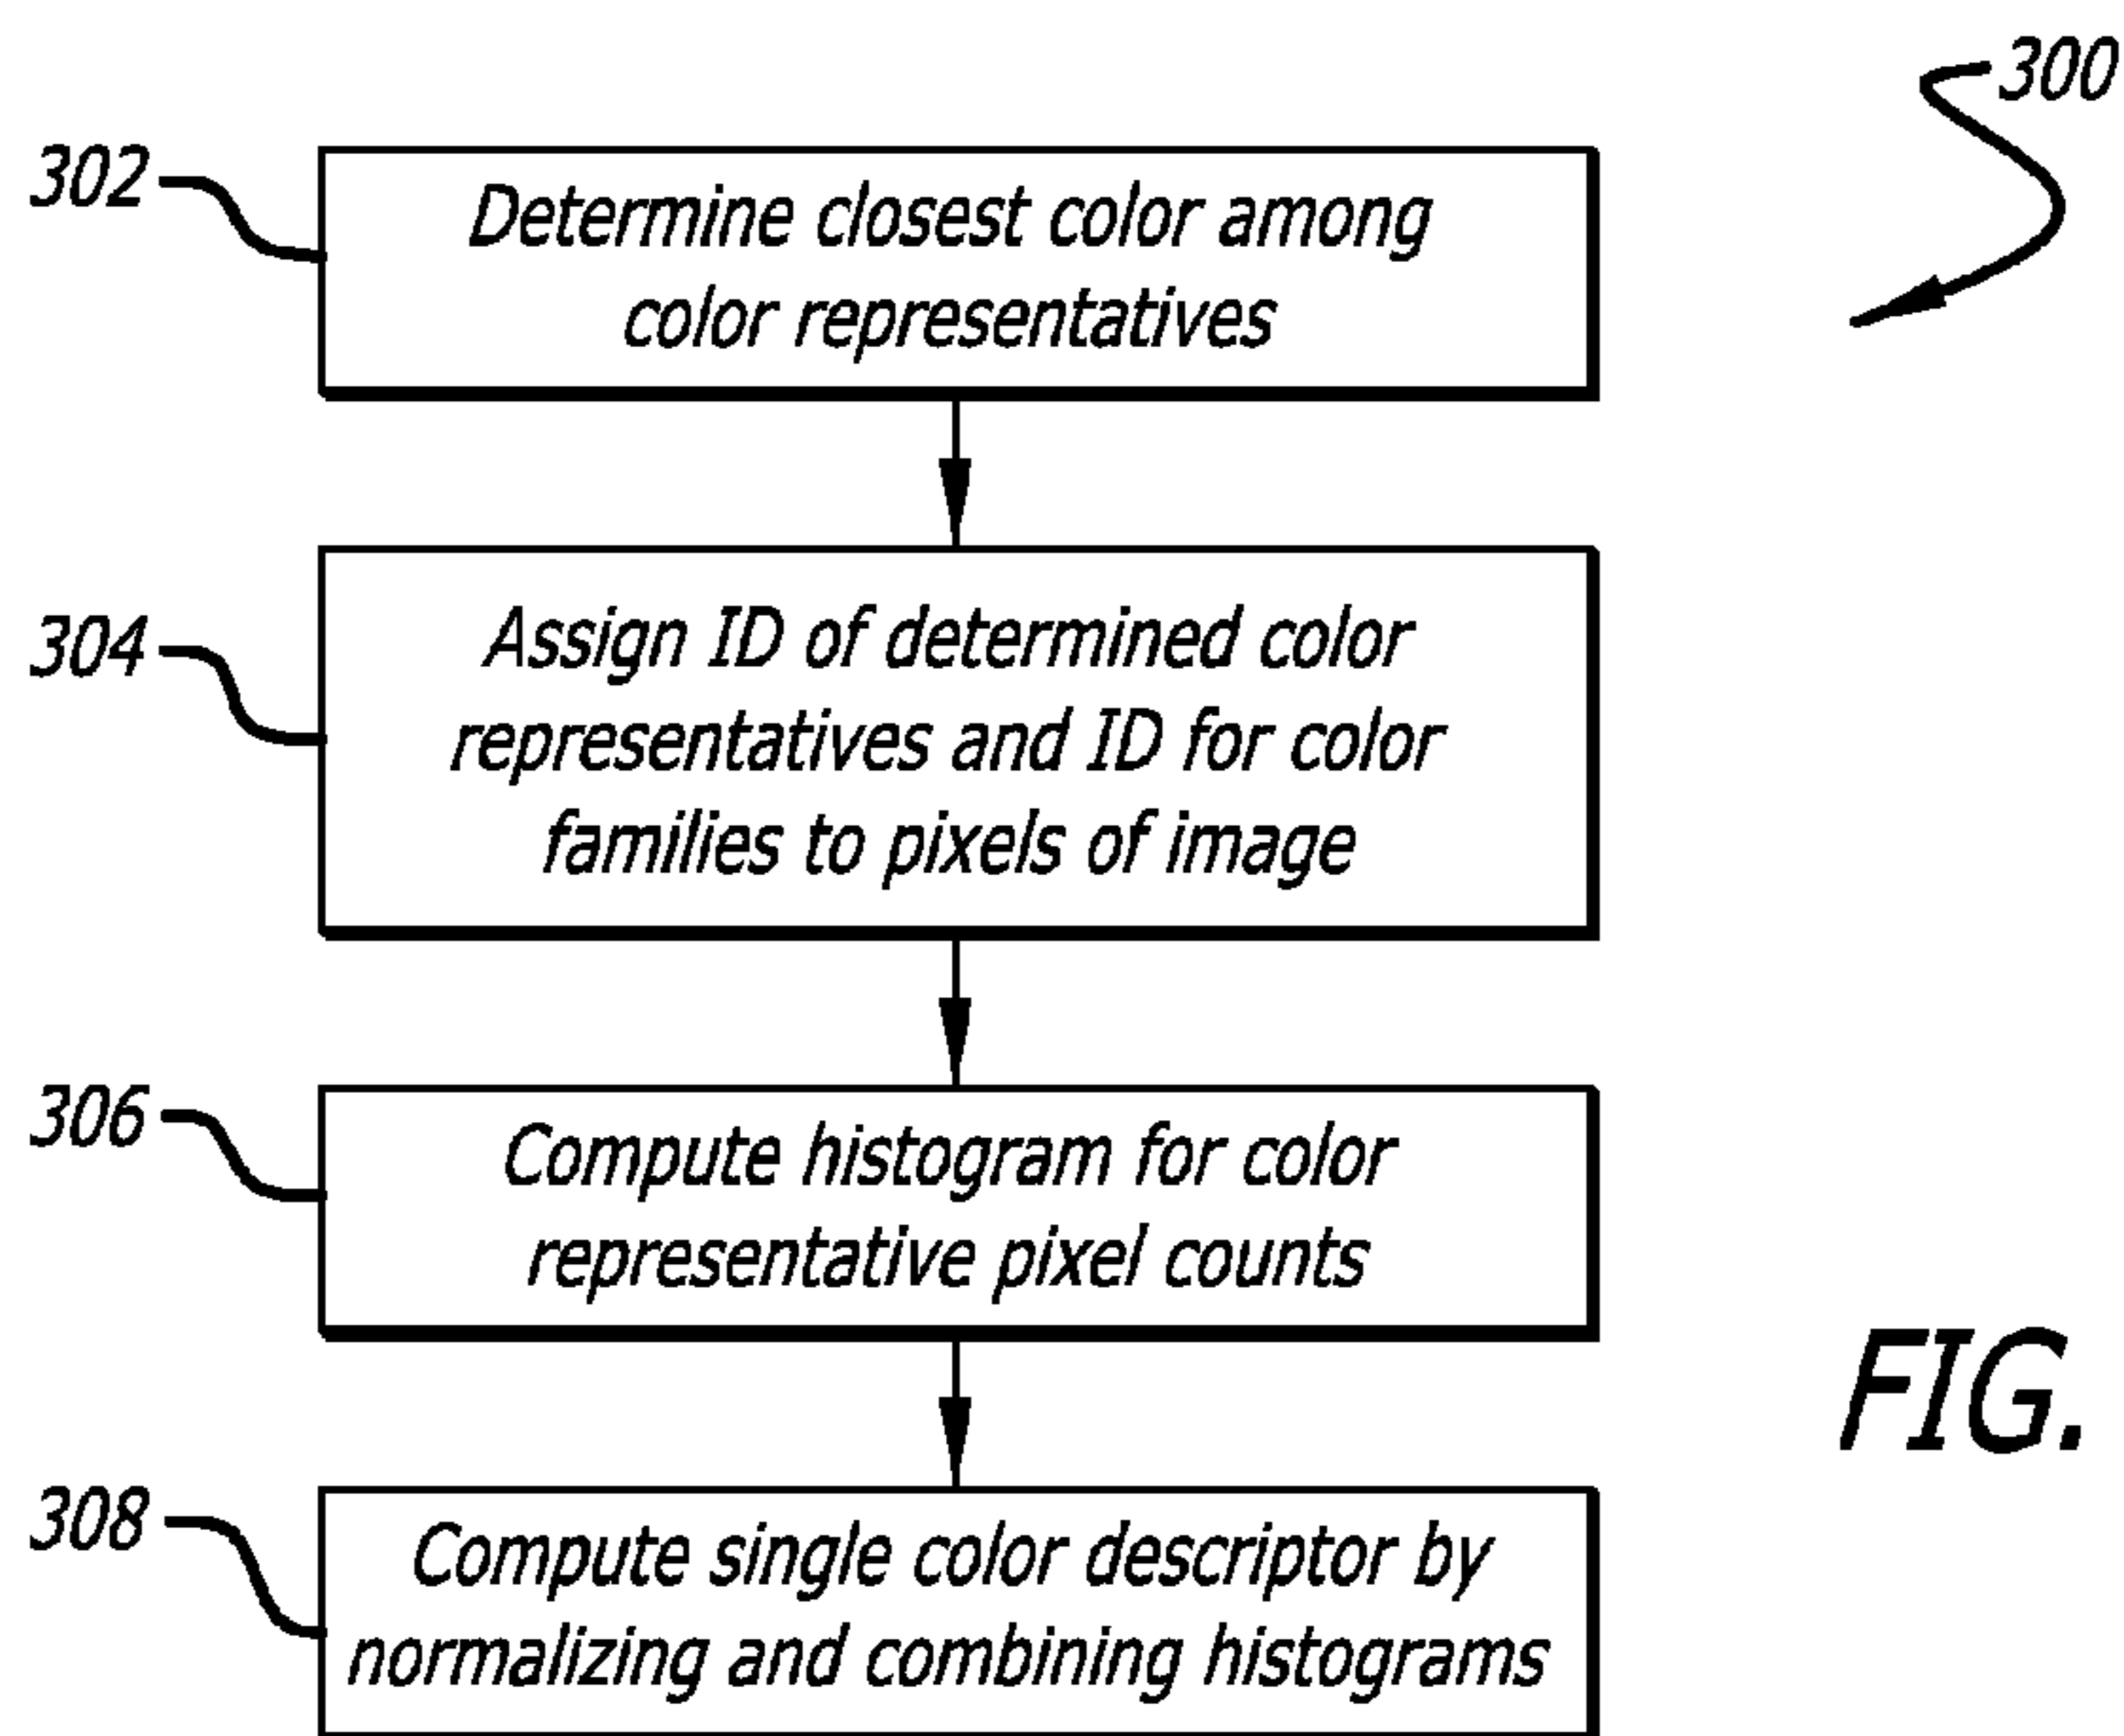 300
302
Determine closest color among
color representatives
304
Assign ID of determined color
representatives and ID for color
families to pixels of image
306
Compute histogram for color
representative pixel counts
FIG.
308
Compute single color descriptor by
normalizing and combining histograms